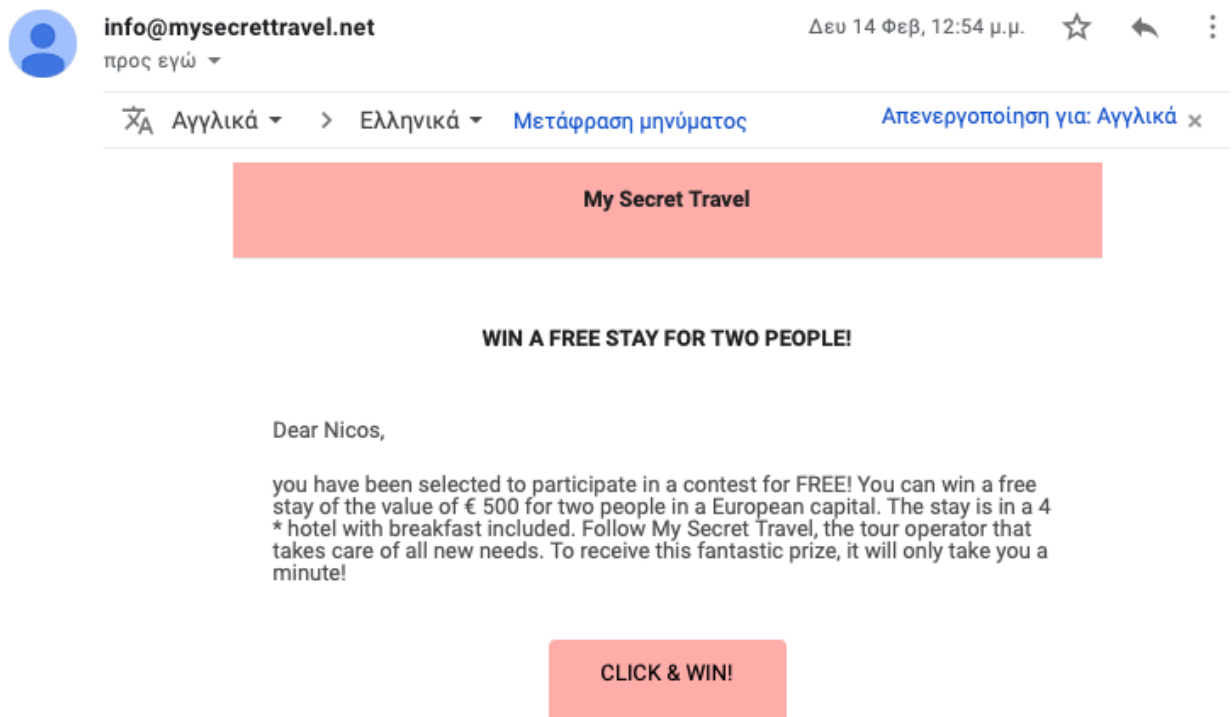 info@mysecrettravel.net
Δευ 14 Φεβ, 12:54 μ.μ.
προς εγώ
Αγγλικά > Ελληνικά Μετάφραση μηνύματος Απενεργοποίηση για: Αγγλικά ×
My Secret Travel
WIN A FREE STAY FOR TWO PEOPLE!
Dear Nicos,
you have been selected to participate in a contest for FREE! You can win a free
stay of the value of € 500 for two people in a European capital. The stay is in a 4
* hotel with breakfast included. Follow My Secret Travel, the tour operator that
takes care of all new needs. To receive this fantastic prize, it will only take you a
minute!
CLICK & WIN!